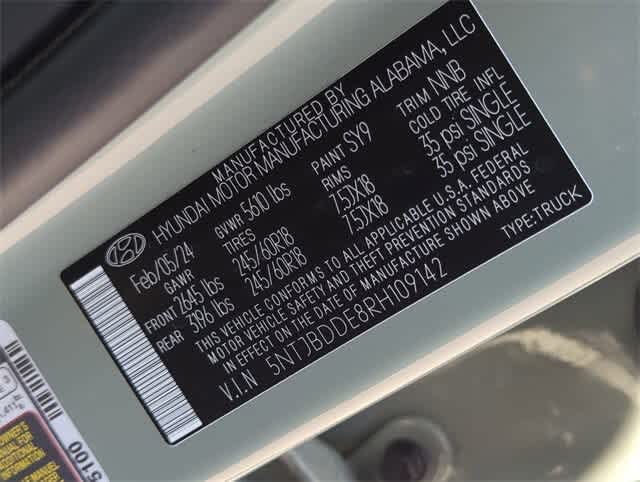 MANUFACTURED BY
HYUNDAI MOTOR MANUFACTURING ALABAMA, LLC
Feb/05/24 GVWR 5610 lbs PAINT SY9 TRIM NNB
GAWR TIRES RIMS COLD TIRE INFL
FRONT 2645 lbs 245/60R18 7.5JX18 35 psi SINGLE
REAR 3196 lbs 245/60R18 7.5JX18 35 psi SINGLE
THIS VEHICLE CONFORMS TO ALL APPLICABLE U.S.A. FEDERAL
MOTOR VEHICLE SAFETY AND THEFT PREVENTION STANDARDS
IN EFFECT ON THE DATE OF MANUFACTURE SHOWN ABOVE
V.I.N 5NTJBDDE8RH109142 TYPE:TRUCK
5100